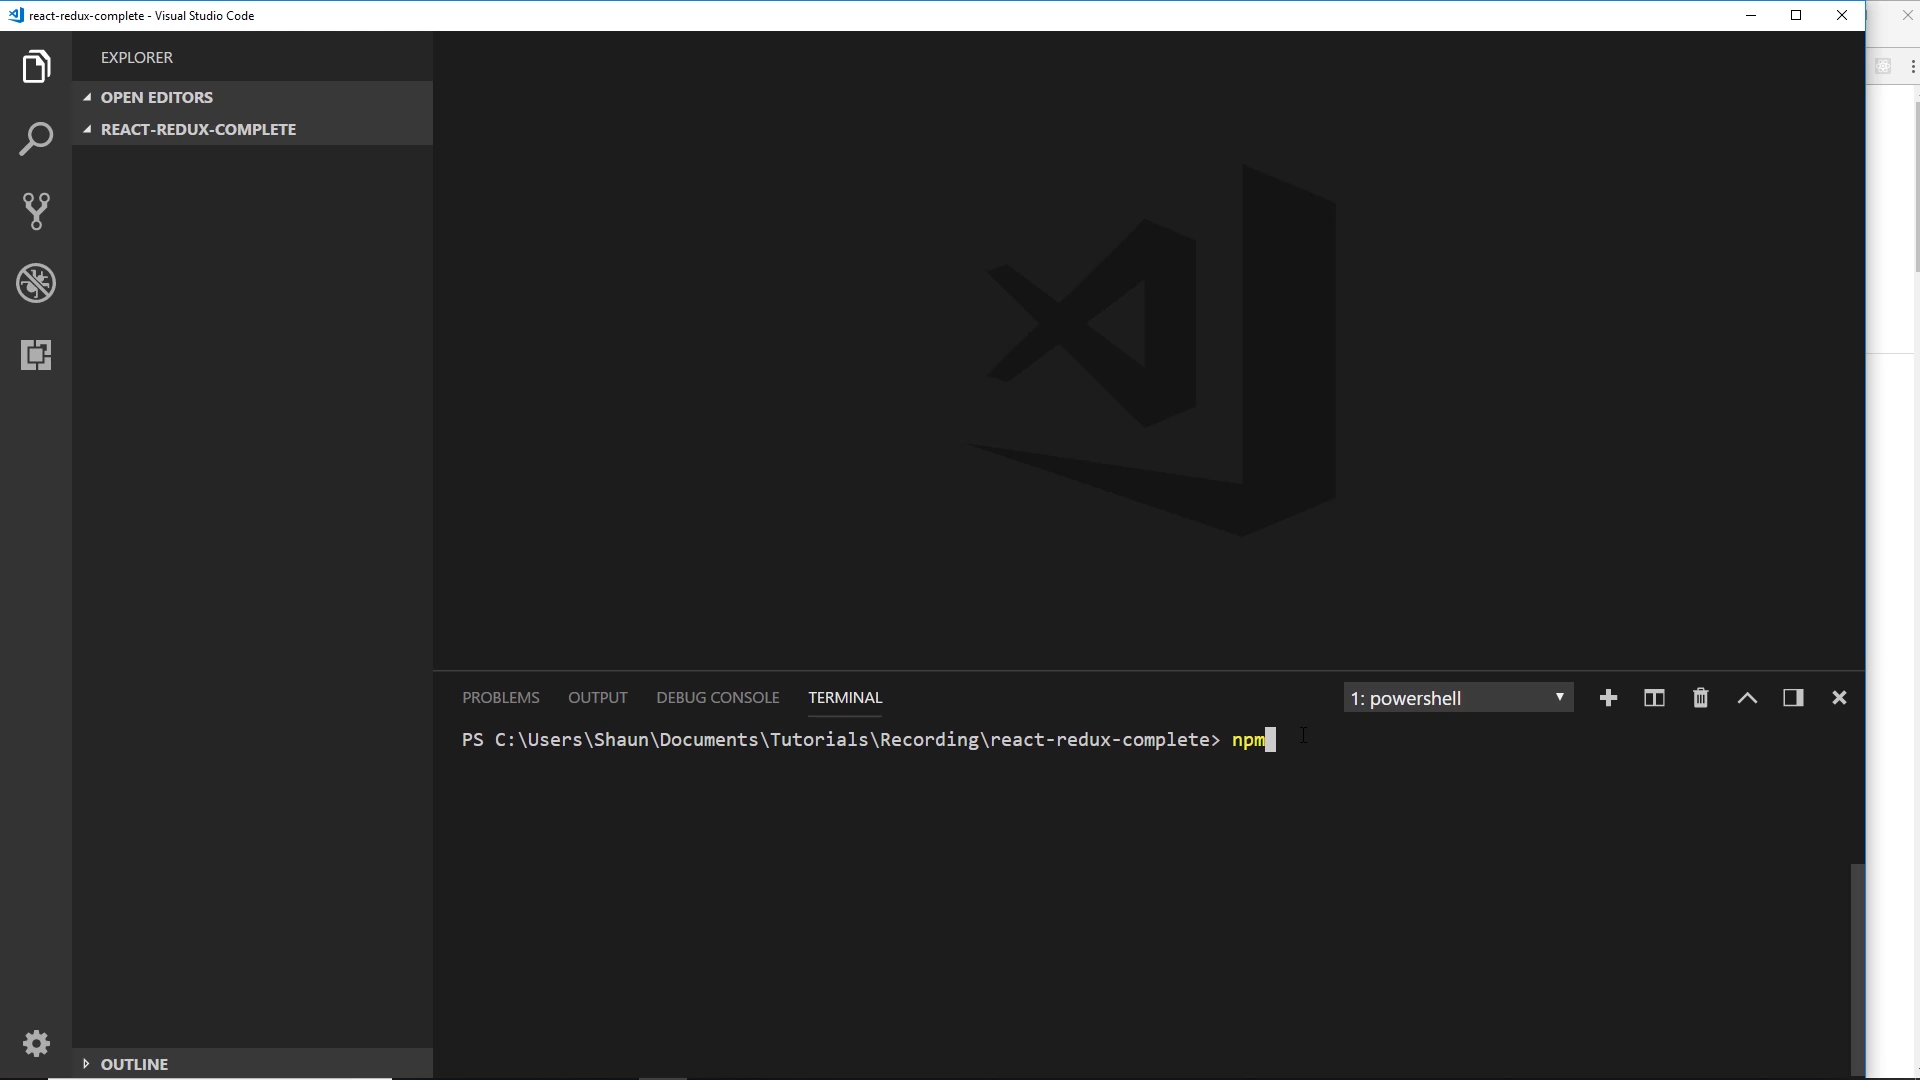 react-redux-complete - Visual Studio Code
EXPLORER
OPEN EDITORS
REACT-REDUX-COMPLETE
PROBLEMS OUTPUT DEBUG CONSOLE TERMINAL 1: powershell
PS C:\Users\Shaun\Documents\Tutorials\Recording\react-redux-complete> npm
OUTLINE